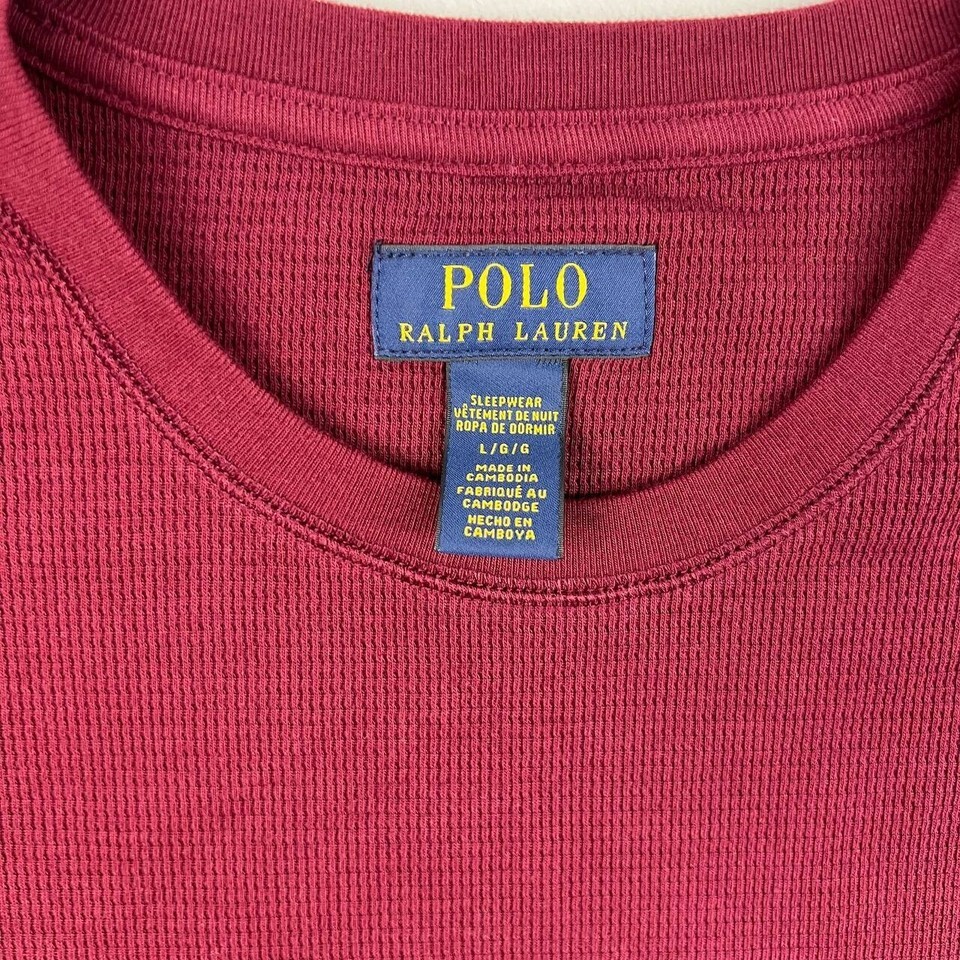 POLO
RALPH LAUREN
SLEEPWEAR
VÊTEMENT DE NUIT
ROPA DE DORMIR
L/G/G
MADE IN
CAMBODIA
FABRIQUÉ AU
CAMBODGE
HECHO EN
CAMBOYA